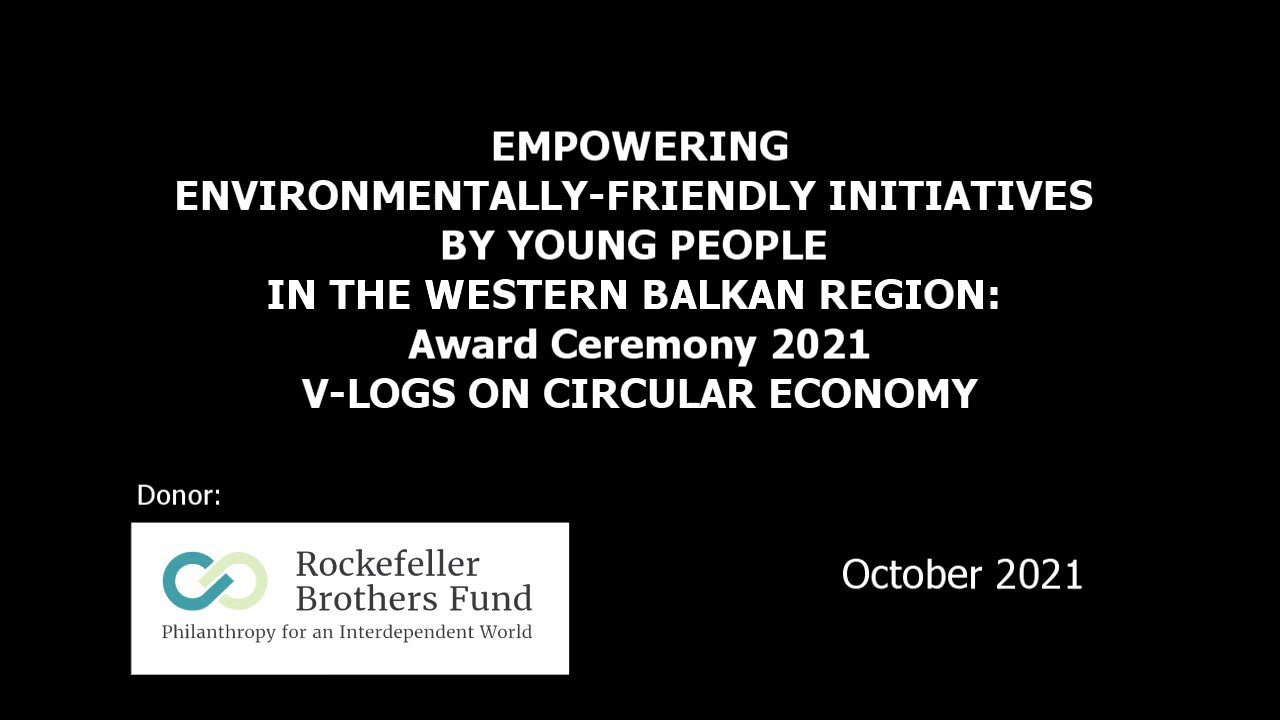 EMPOWERING
ENVIRONMENTALLY-FRIENDLY INITIATIVES
BY YOUNG PEOPLE
IN THE WESTERN BALKAN REGION:
Award Ceremony 2021
V-LOGS ON CIRCULAR ECONOMY
Donor:
Rockefeller
Brothers Fund
Philanthropy for an Interdependent World
October 2021